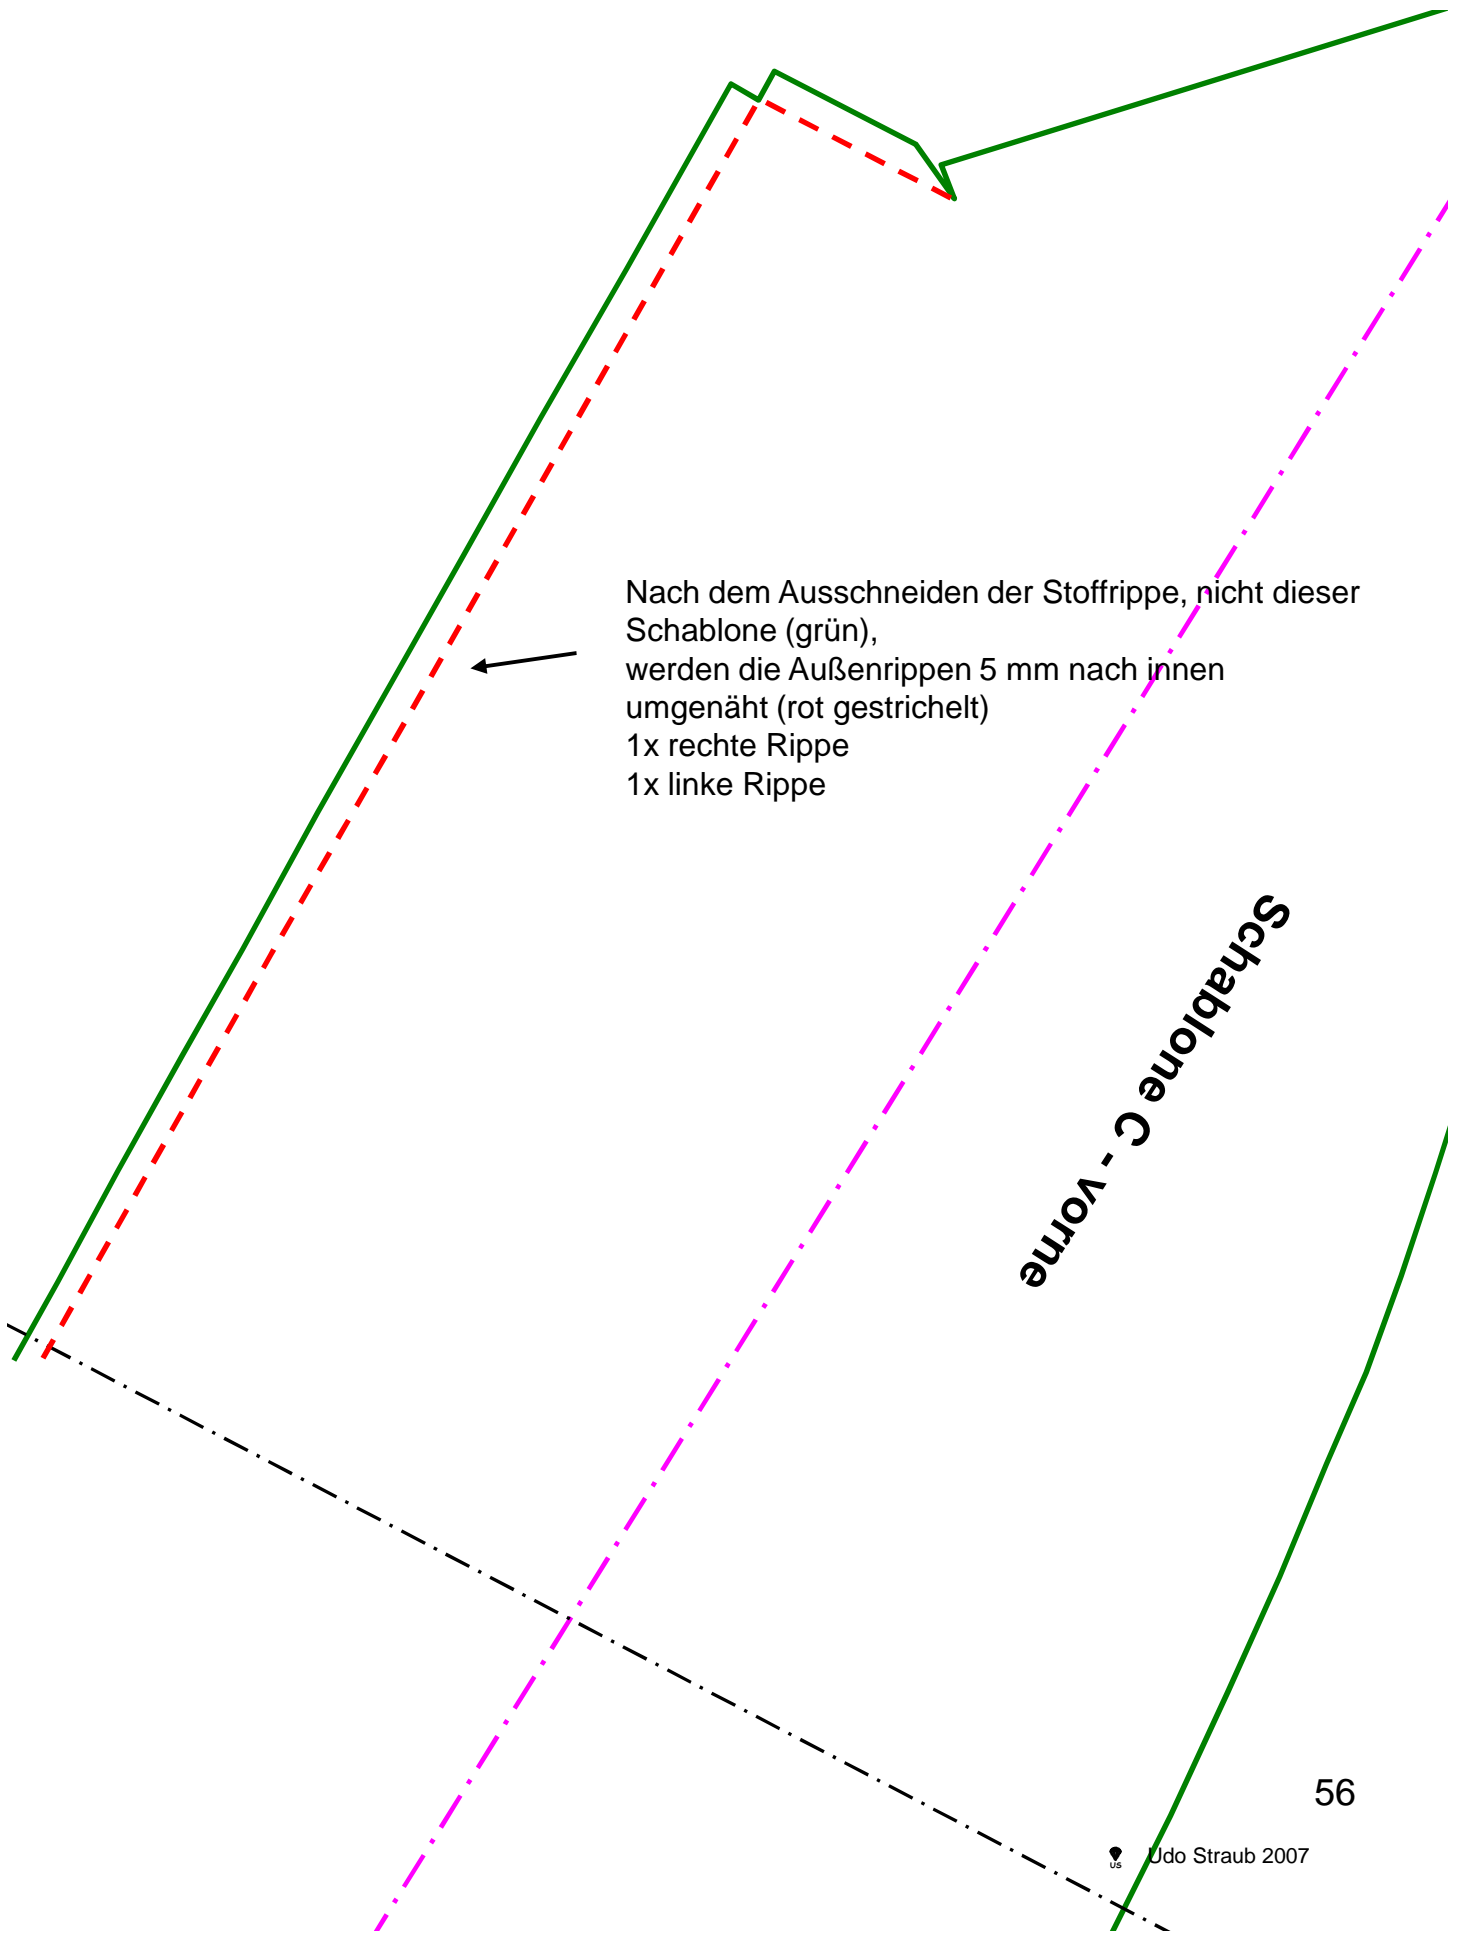 Nach dem Ausschneiden der Stoffrippe, nicht dieser
Schablone (grün),
werden die Außenrippen 5 mm nach innen
umgenäht (rot gestrichelt)
1x rechte Rippe
1x linke Rippe
Schablone C - vorne
56
US
Udo Straub 2007